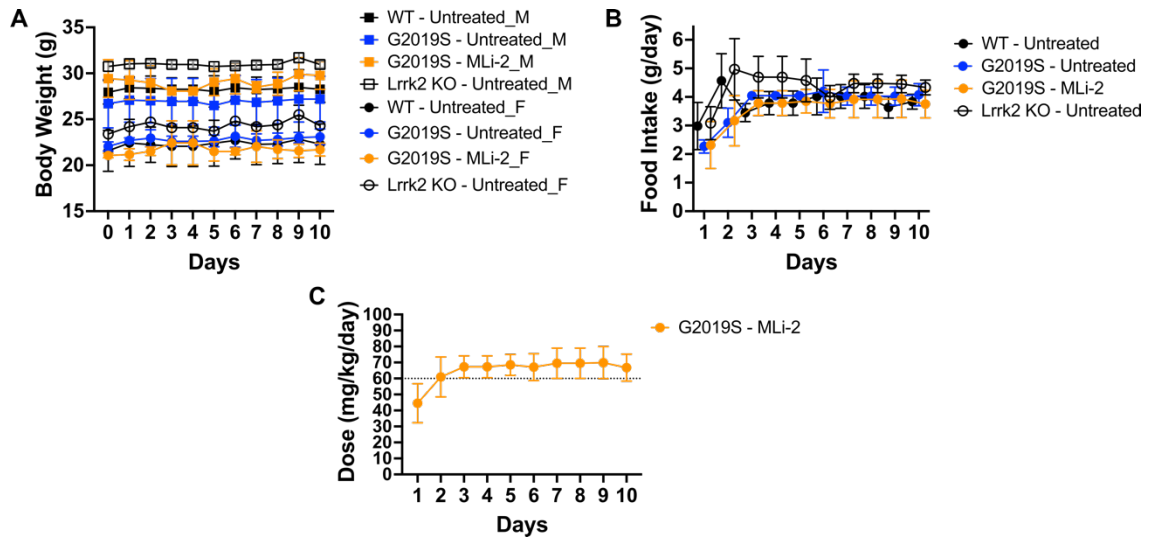 A
Body Weight (g)
35
30
25
20
15
0 1 2 3 4 5 6 7 8 9 10
Days
WT - Untreated_M
G2019S - Untreated_M
G2019S - MLi-2_M
Lrrk2 KO - Untreated_M
WT - Untreated_F
G2019S - Untreated_F
G2019S - MLi-2_F
Lrrk2 KO - Untreated_F
B
Food Intake (g/day)
6
5
4
3
2
1
0
1 2 3 4 5 6 7 8 9 10
Days
WT - Untreated
G2019S - Untreated
G2019S - MLi-2
Lrrk2 KO - Untreated
C
Dose (mg/kg/day)
100
90
80
70
60
50
40
30
20
10
0
1 2 3 4 5 6 7 8 9 10
Days
G2019S - MLi-2